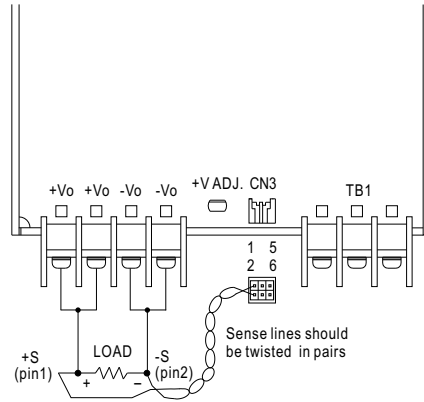 +Vo +Vo -Vo -Vo +V ADJ. CN3 TB1
1 5
2 6
Sense lines should
be twisted in pairs
+S
(pin1)
LOAD
-S
(pin2)
+ −